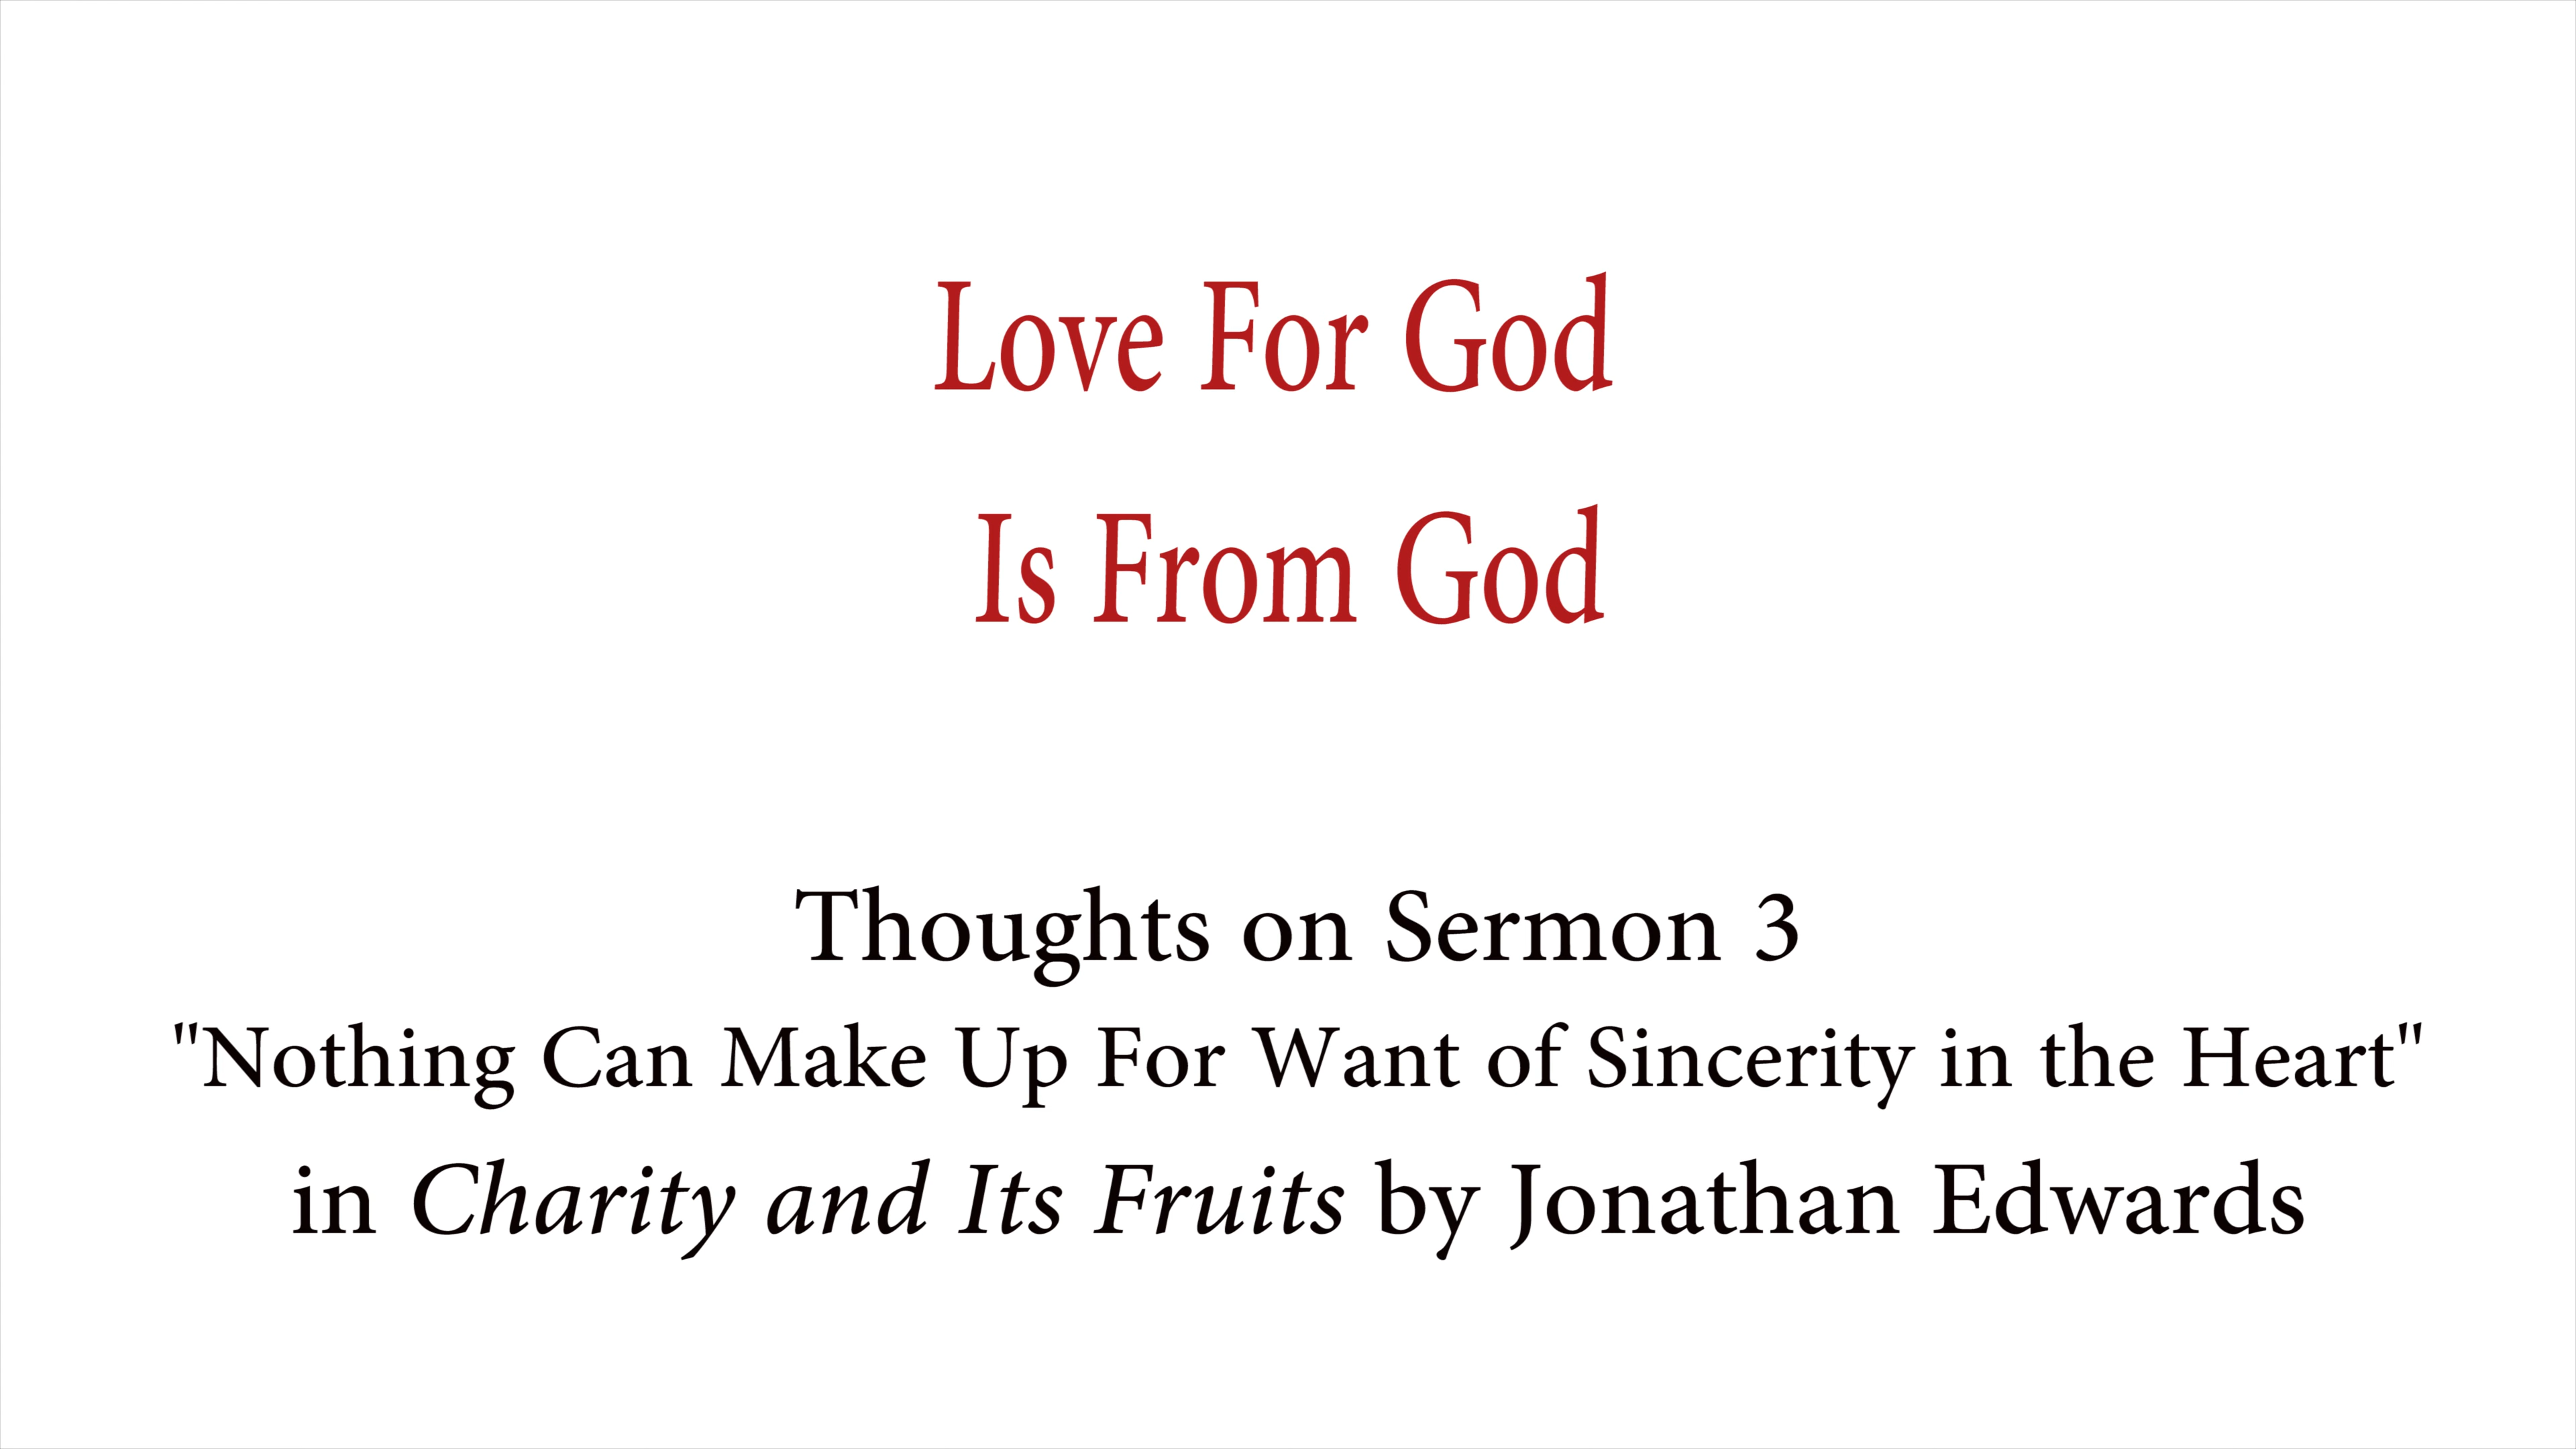 Love For God
Is From God
Thoughts on Sermon 3
"Nothing Can Make Up For Want of Sincerity in the Heart"
in Charity and Its Fruits by Jonathan Edwards